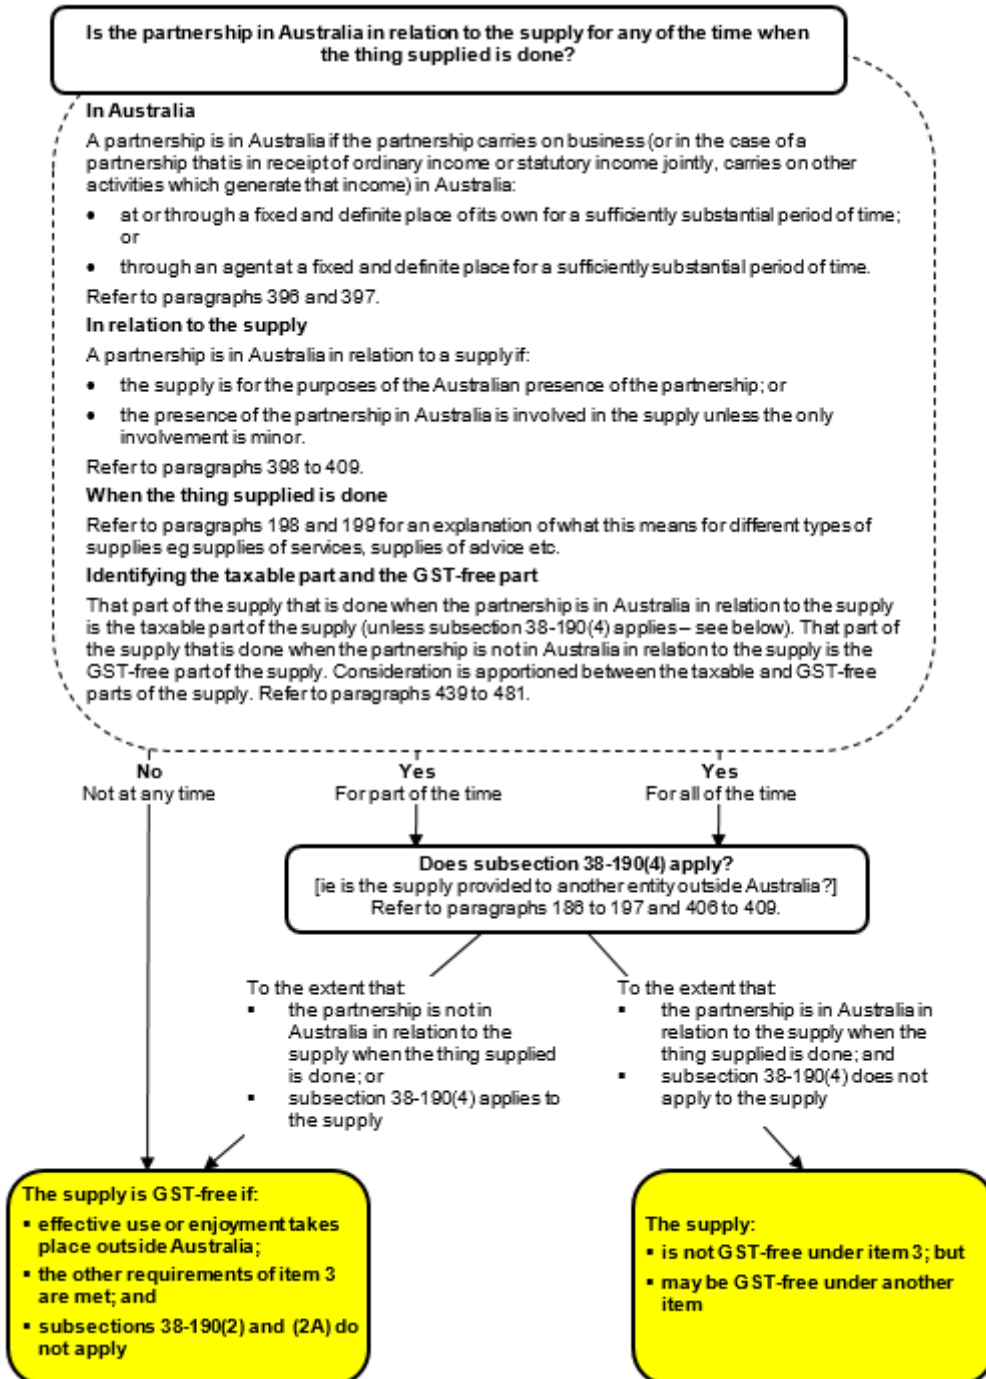 Is the partnership in Australia in relation to the supply for any of the time when
the thing supplied is done?
In Australia
A partnership is in Australia if the partnership carries on business (or in the case of a
partnership that is in receipt of ordinary income or statutory income jointly, carries on other
activities which generate that income) in Australia:
• at or through a fixed and definite place of its own for a sufficiently substantial period of time;
or
• through an agent at a fixed and definite place for a sufficiently substantial period of time.
Refer to paragraphs 396 and 397.
In relation to the supply
A partnership is in Australia in relation to a supply if:
• the supply is for the purposes of the Australian presence of the partnership; or
• the presence of the partnership in Australia is involved in the supply unless the only
involvement is minor.
Refer to paragraphs 398 to 409.
When the thing supplied is done
Refer to paragraphs 198 and 199 for an explanation of what this means for different types of
supplies eg supplies of services, supplies of advice etc.
Identifying the taxable part and the GST-free part
That part of the supply that is done when the partnership is in Australia in relation to the supply
is the taxable part of the supply (unless subsection 38-190(4) applies – see below). That part of
the supply that is done when the partnership is not in Australia in relation to the supply is the
GST-free part of the supply. Consideration is apportioned between the taxable and GST-free
parts of the supply. Refer to paragraphs 439 to 481.
No
Not at any time
Yes
For part of the time
Yes
For all of the time
Does subsection 38-190(4) apply?
[ie is the supply provided to another entity outside Australia?]
Refer to paragraphs 186 to 197 and 406 to 409.
To the extent that
▪ the partnership is not in
Australia in relation to the
supply when the thing supplied
is done; or
▪ subsection 38-190(4) applies to
the supply
To the extent that
▪ the partnership is in Australia in
relation to the supply when the
thing supplied is done; and
▪ subsection 38-190(4) does not
apply to the supply
The supply is GST-free if:
▪ effective use or enjoyment takes
place outside Australia;
▪ the other requirements of item 3
are met; and
▪ subsections 38-190(2) and (2A) do
not apply
The supply:
▪ is not GST-free under item 3; but
▪ may be GST-free under another
item